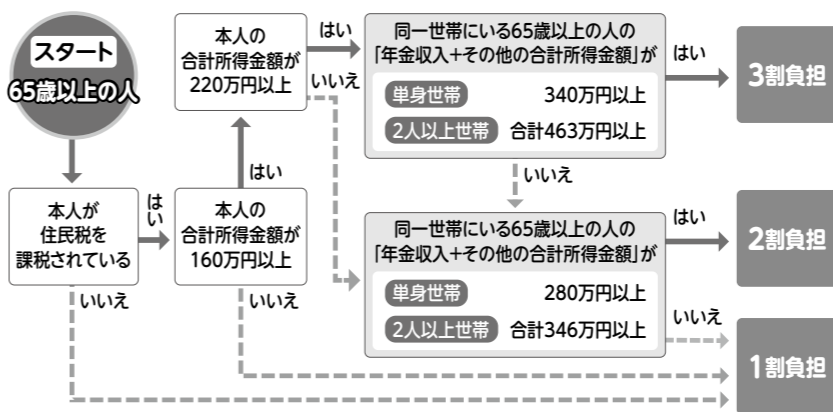 スタート
65歳以上の人
本人が
住民税を
課税されている
はい
いいえ
本人の
合計所得金額が
160万円以上
はい
いいえ
本人の
合計所得金額が
220万円以上
はい
いいえ
同一世帯にいる65歳以上の人の
「年金収入+その他の合計所得金額」が
単身世帯 340万円以上
2人以上世帯 合計463万円以上
はい
いいえ
3割負担
同一世帯にいる65歳以上の人の
「年金収入+その他の合計所得金額」が
単身世帯 280万円以上
2人以上世帯 合計346万円以上
はい
いいえ
2割負担
1割負担